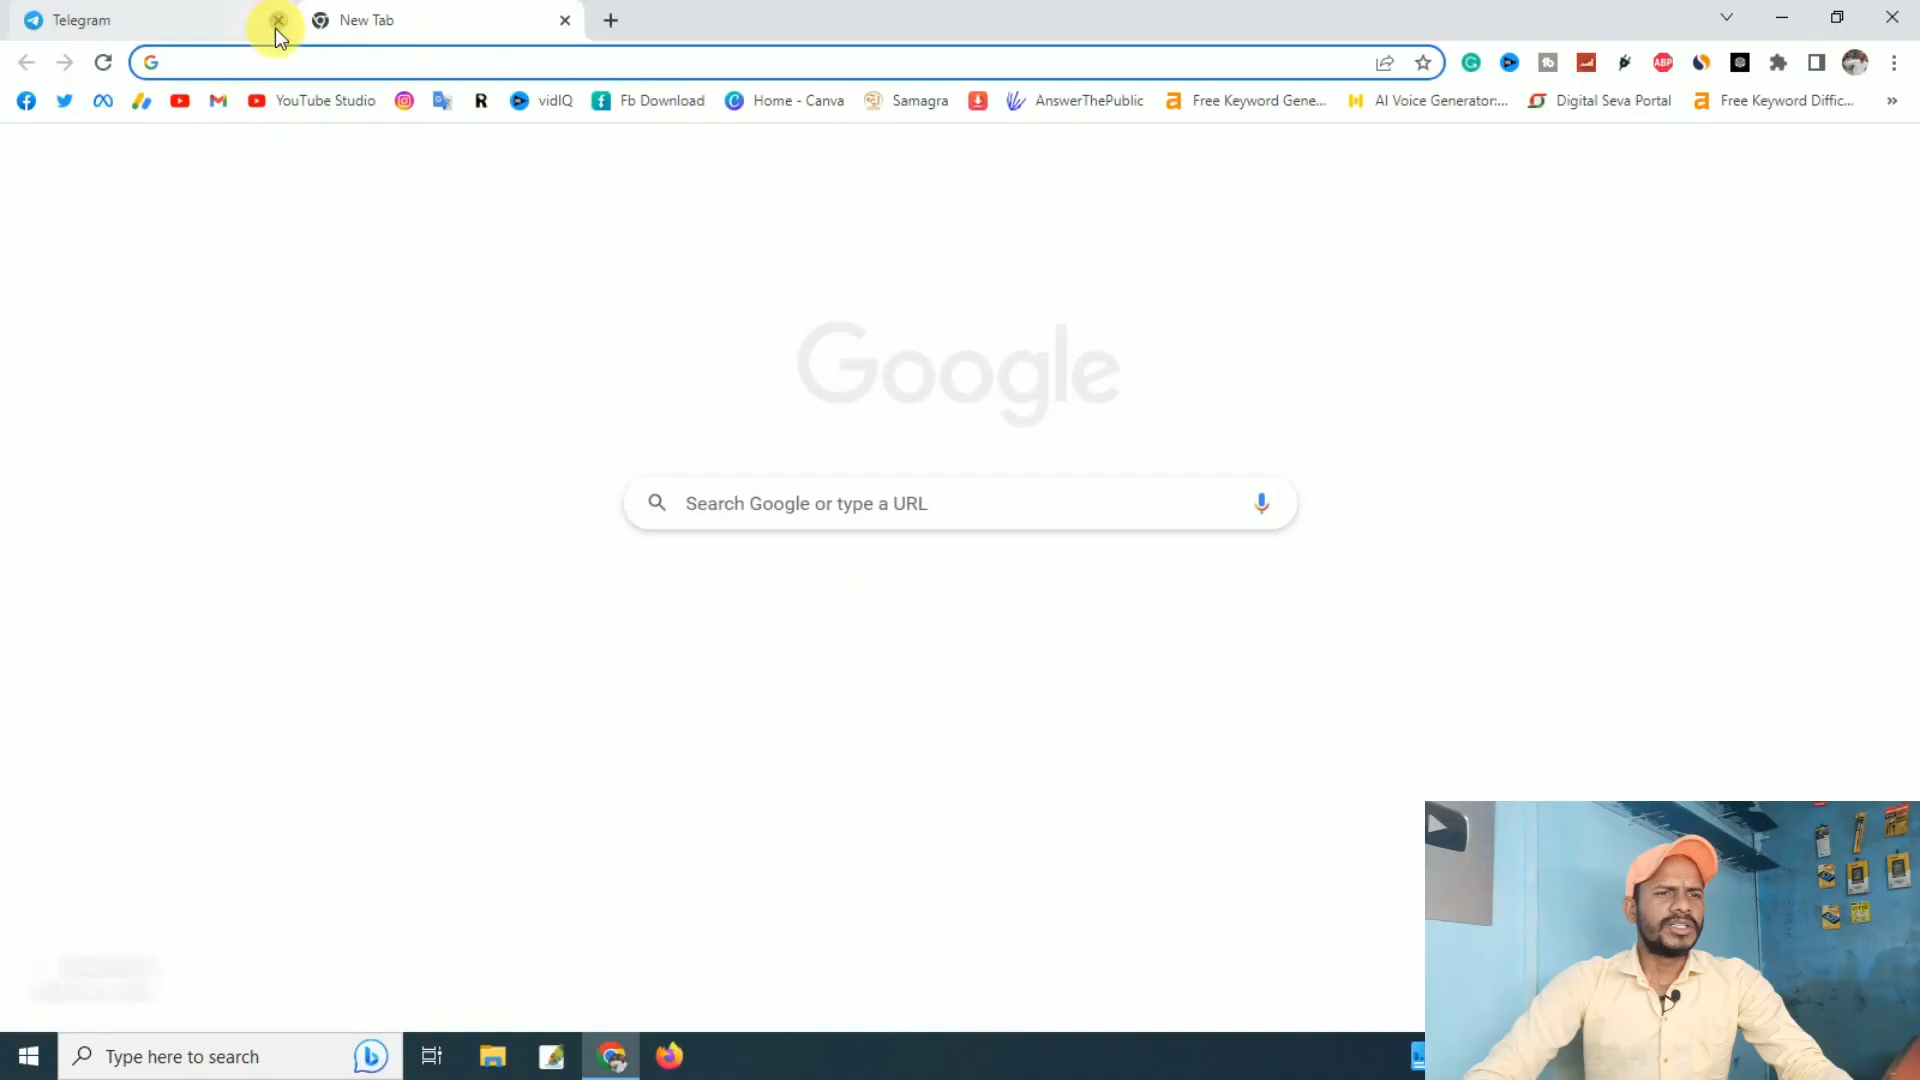 Telegram
New Tab
YouTube Studio
vidIQ
Fb Download
Home - Canva
Samagra
AnswerThePublic
Free Keyword Gene...
AI Voice Generator:...
Digital Seva Portal
Free Keyword Diffic...
ABP
Google
Search Google or type a URL
Type here to search